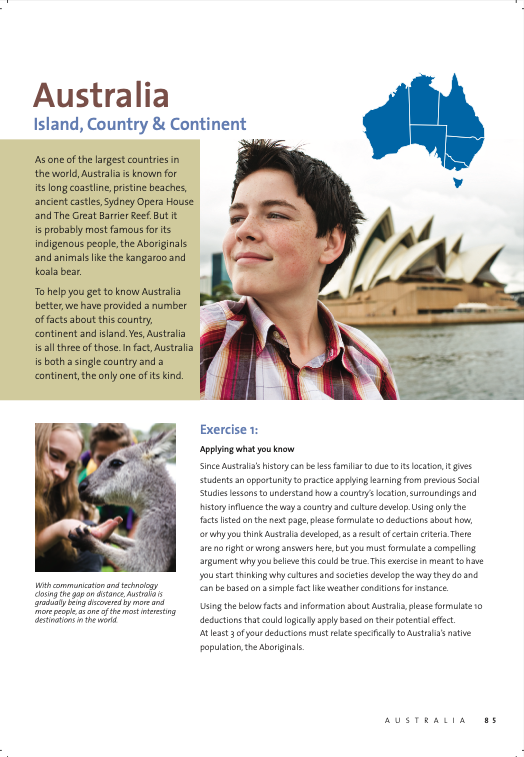 Australia
Island, Country & Continent
As one of the largest countries in
the world, Australia is known for
its long coastline, pristine beaches,
ancient castles, Sydney Opera House
and The Great Barrier Reef. But it
is probably most famous for its
indigenous people, the Aboriginals
and animals like the kangaroo and
koala bear.
To help you get to know Australia
better, we have provided a number
of facts about this country,
continent and island. Yes, Australia
is all three of those. In fact, Australia
is both a single country and a
continent, the only one of its kind.
With communication and technology
closing the gap on distance, Australia is
gradually being discovered by more and
more people, as one of the most interesting
destinations in the world.
Exercise 1:
Applying what you know
Since Australia's history can be less familiar to due to its location, it gives
students an opportunity to practice applying learning from previous Social
Studies lessons to understand how a country's location, surroundings and
history influence the way a country and culture develop. Using only the
facts listed on the next page, please formulate 10 deductions about how,
or why you think Australia developed, as a result of certain criteria. There
are no right or wrong answers here, but you must formulate a compelling
argument why you believe this could be true. This exercise in meant to have
you start thinking why cultures and societies develop the way they do and
can be based on a simple fact like weather conditions for instance.
Using the below facts and information about Australia, please formulate 10
deductions that could logically apply based on their potential effect.
At least 3 of your deductions must relate specifically to Australia's native
population, the Aboriginals.
AUSTRALIA 85